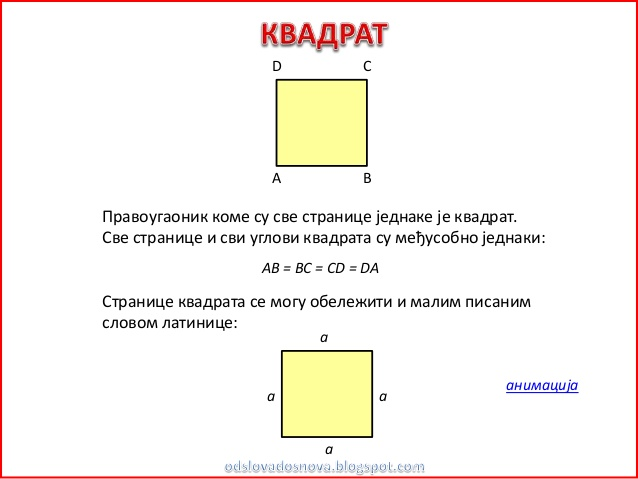 КВАДРАТ
D C
A B
Правоугаоник коме су све странице једнаке је квадрат.
Све странице и сви углови квадрата су међусобно једнаки:
AB = BC = CD = DA
Странице квадрата се могу обележити и малим писаним
словом латинице:
a
a a
анимација
a
odslovadosnova.blogspot.com